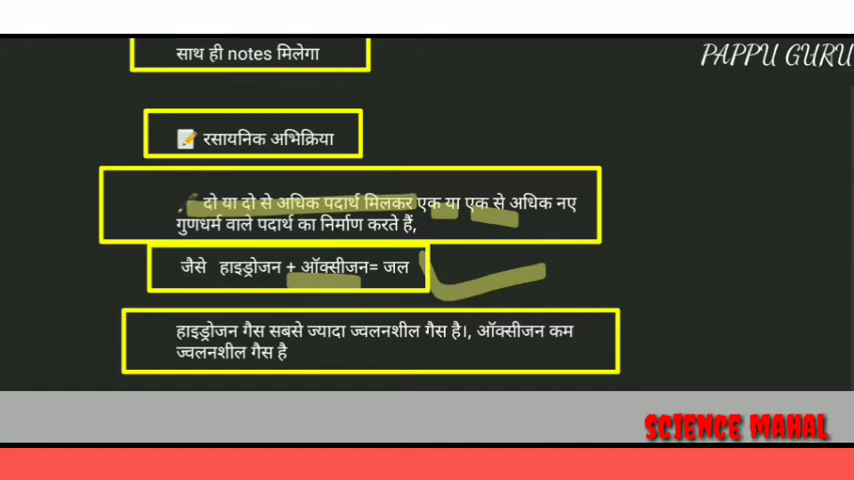 साथ ही notes मिलेगा
PAPPU GURU
📝 रसायनिक अभिक्रिया
दो या दो से अधिक पदार्थ मिलकर एक या एक से अधिक नए
गुणधर्म वाले पदार्थ का निर्माण करते हैं,
जैसे हाइड्रोजन + ऑक्सीजन= जल
हाइड्रोजन गैस सबसे ज्यादा ज्वलनशील गैस है।, ऑक्सीजन कम
ज्वलनशील गैस है
SCIENCE MAHAL